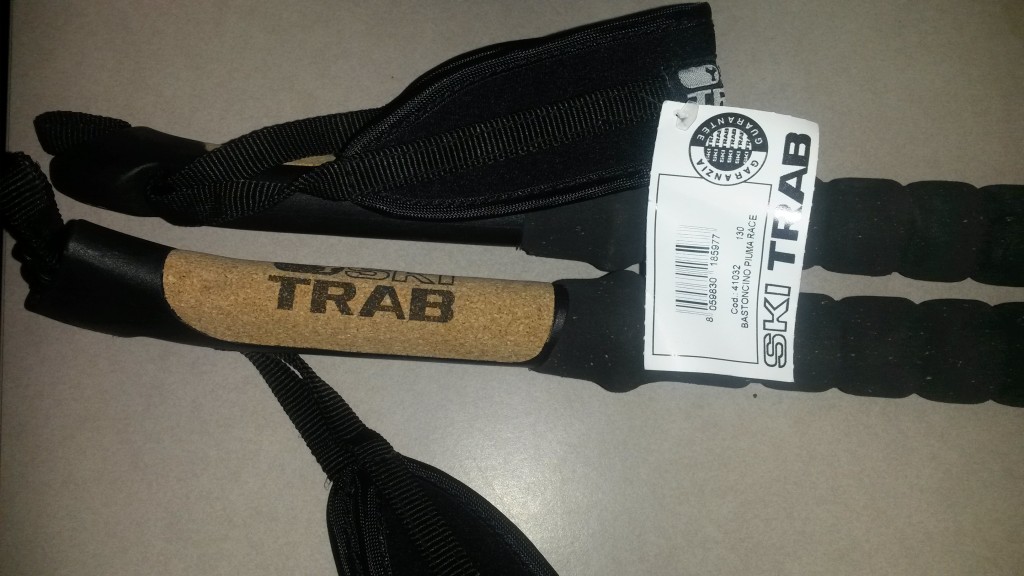 SKI
TRAB
GUARANTEE
GARANZIA
SKI TRAB
8 059830 185977
Cod. 41032 130
BASTONCINO PIUMA RACE